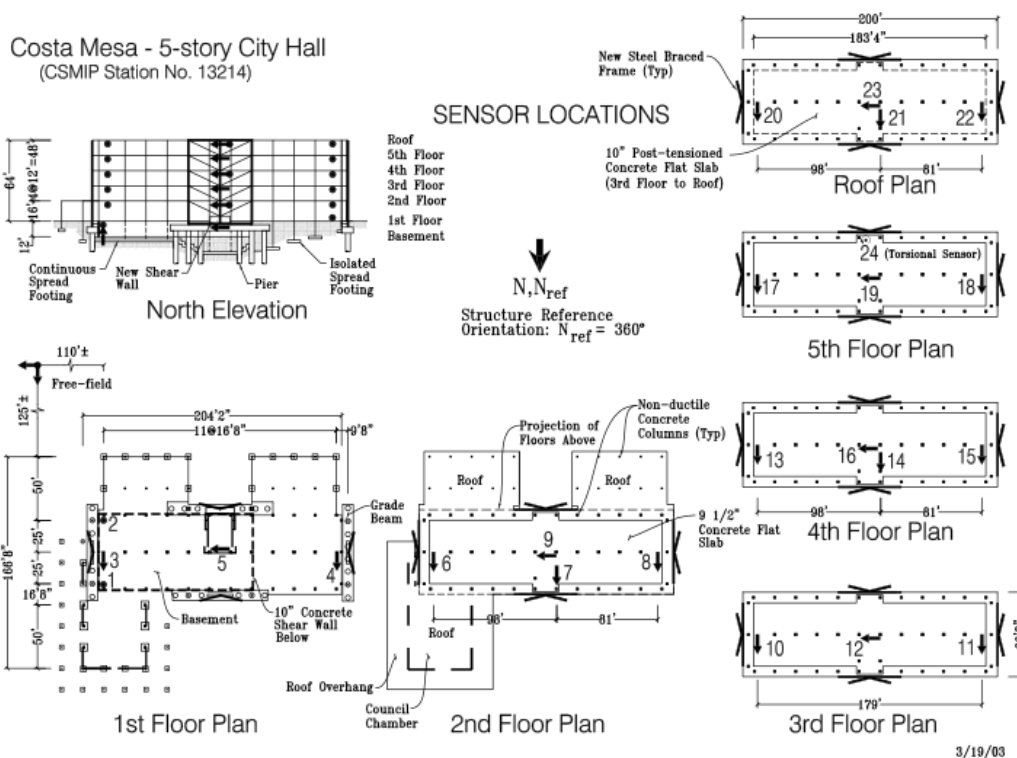 Costa Mesa - 5-story City Hall
(CSMIP Station No. 13214)
SENSOR LOCATIONS
64'
16'
4@12'=48'
12'
Roof
5th Floor
4th Floor
3rd Floor
2nd Floor
1st Floor
Basement
Continuous
Spread
Footing
New Shear
Wall
Pier
Isolated
Spread
Footing
North Elevation
N,Nref
Structure Reference
Orientation: Nref = 360°
200'
183'4"
New Steel Braced
Frame (Typ)
20
23
21
22
10" Post-tensioned
Concrete Flat Slab
(3rd Floor to Roof)
98'
81'
Roof Plan
24 (Torsional Sensor)
17
19
18
5th Floor Plan
13
16
14
15
98'
81'
4th Floor Plan
10
12
11
179'
3rd Floor Plan
110'±
Free-field
125'±
204'2"
11@16'8"
9'8"
166'8"
50'
25'
25'
16'8"
50'
2
3
1
5
4
Grade
Beam
Basement
10" Concrete
Shear Wall
Below
1st Floor Plan
Projection of
Floors Above
Non-ductile
Concrete
Columns (Typ)
Roof
Roof
9 1/2"
Concrete Flat
Slab
6
9
7
8
98'
81'
Roof
Roof Overhang
Council
Chamber
2nd Floor Plan
3/19/03